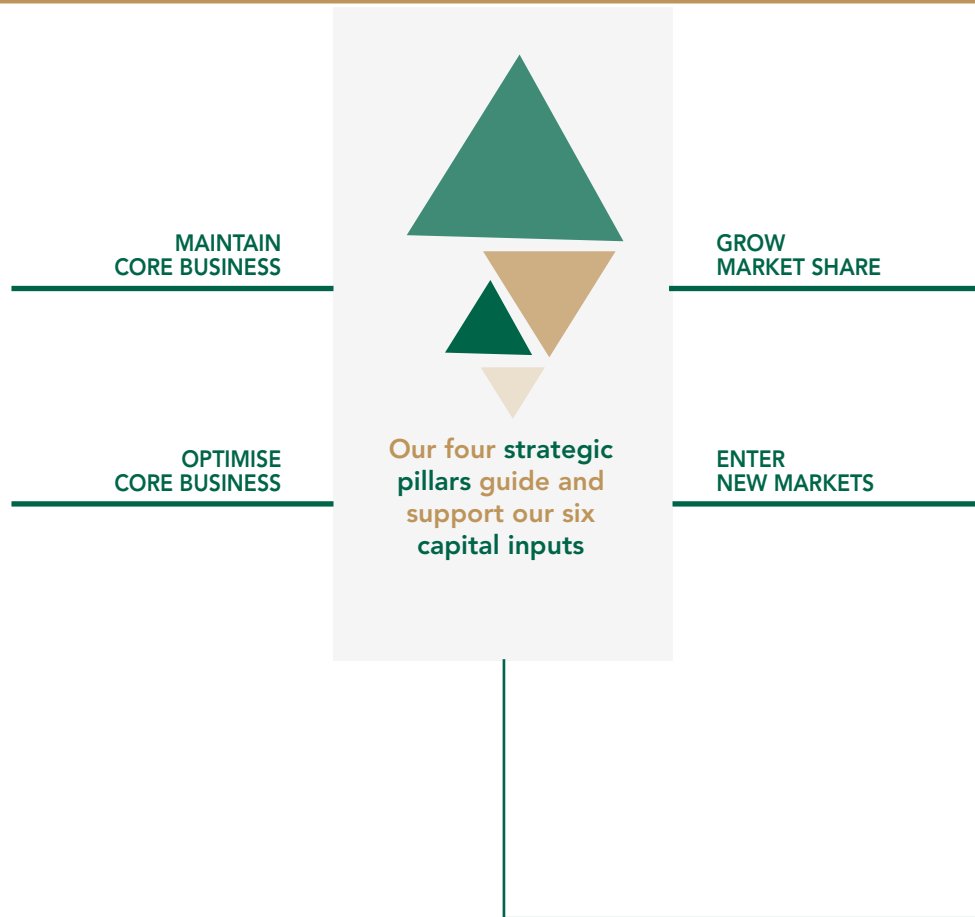 MAINTAIN
CORE BUSINESS
GROW
MARKET SHARE
OPTIMISE
CORE BUSINESS
ENTER
NEW MARKETS
Our four strategic
pillars guide and
support our six
capital inputs